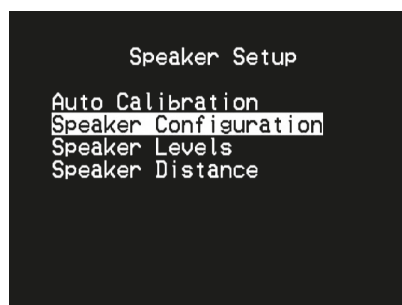 Speaker Setup
Auto Calibration
Speaker Configuration
Speaker Levels
Speaker Distance